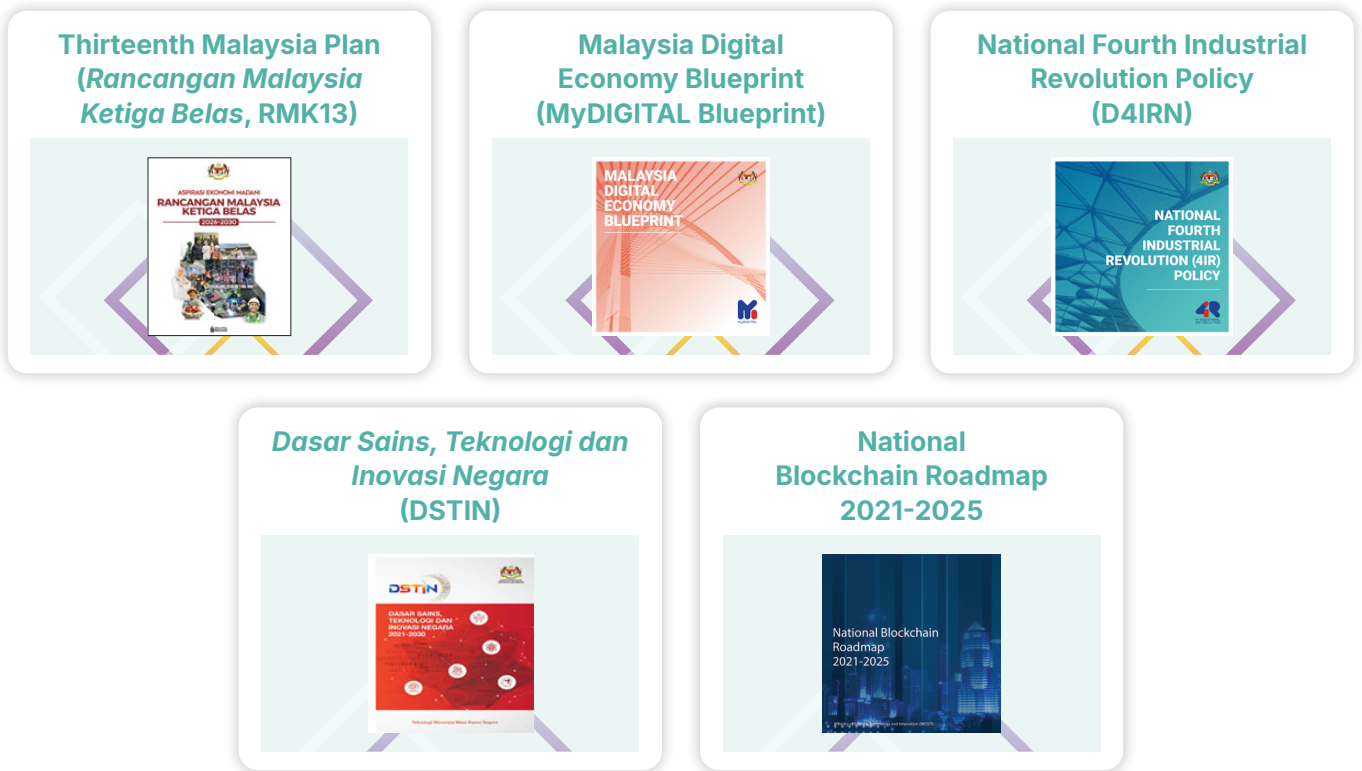 Thirteenth Malaysia Plan
(Rancangan Malaysia
Ketiga Belas, RMK13)
ASPIRASI EKONOMI MADANI
RANCANGAN MALAYSIA
KETIGA BELAS
2026-2030
Malaysia Digital
Economy Blueprint
(MyDIGITAL Blueprint)
MALAYSIA
DIGITAL
ECONOMY
BLUEPRINT
National Fourth Industrial
Revolution Policy
(D4IRN)
NATIONAL
FOURTH
INDUSTRIAL
REVOLUTION (4IR)
POLICY
Dasar Sains, Teknologi dan
Inovasi Negara
(DSTIN)
DSTIN
DASAR SAINS,
TEKNOLOGI DAN
INOVASI NEGARA
2021-2030
National
Blockchain Roadmap
2021-2025
National Blockchain
Roadmap
2021-2025